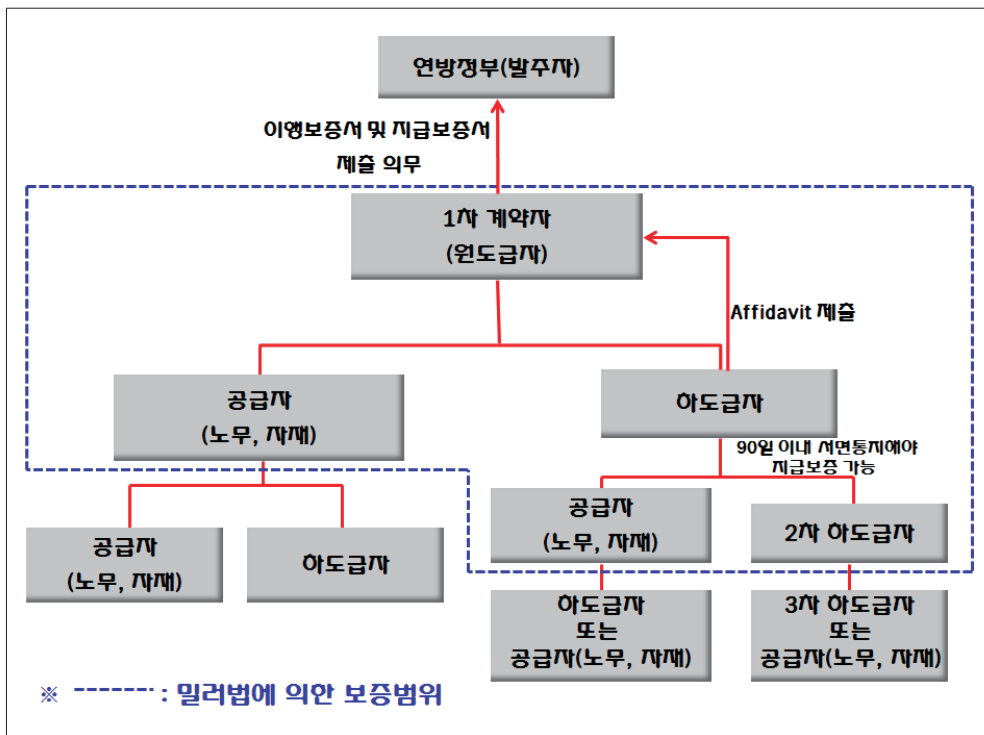 연방정부(발주자)
이앵보증서 및 지급보증서
제출 의무
1차 계약자
(원도급자)
Affidavit 제출
공급자
(노무, 자재)
하도급자
90일 이내 서면통지해야
지급보증 가능
공급자
(노무, 자재)
하도급자
공급자
(노무, 자재)
2차 하도급자
하도급자
또는
공급자(노무, 자재)
3차 하도급자
또는
공급자(노무, 자재)
※ -------- : 밀러법에 의한 보증범위